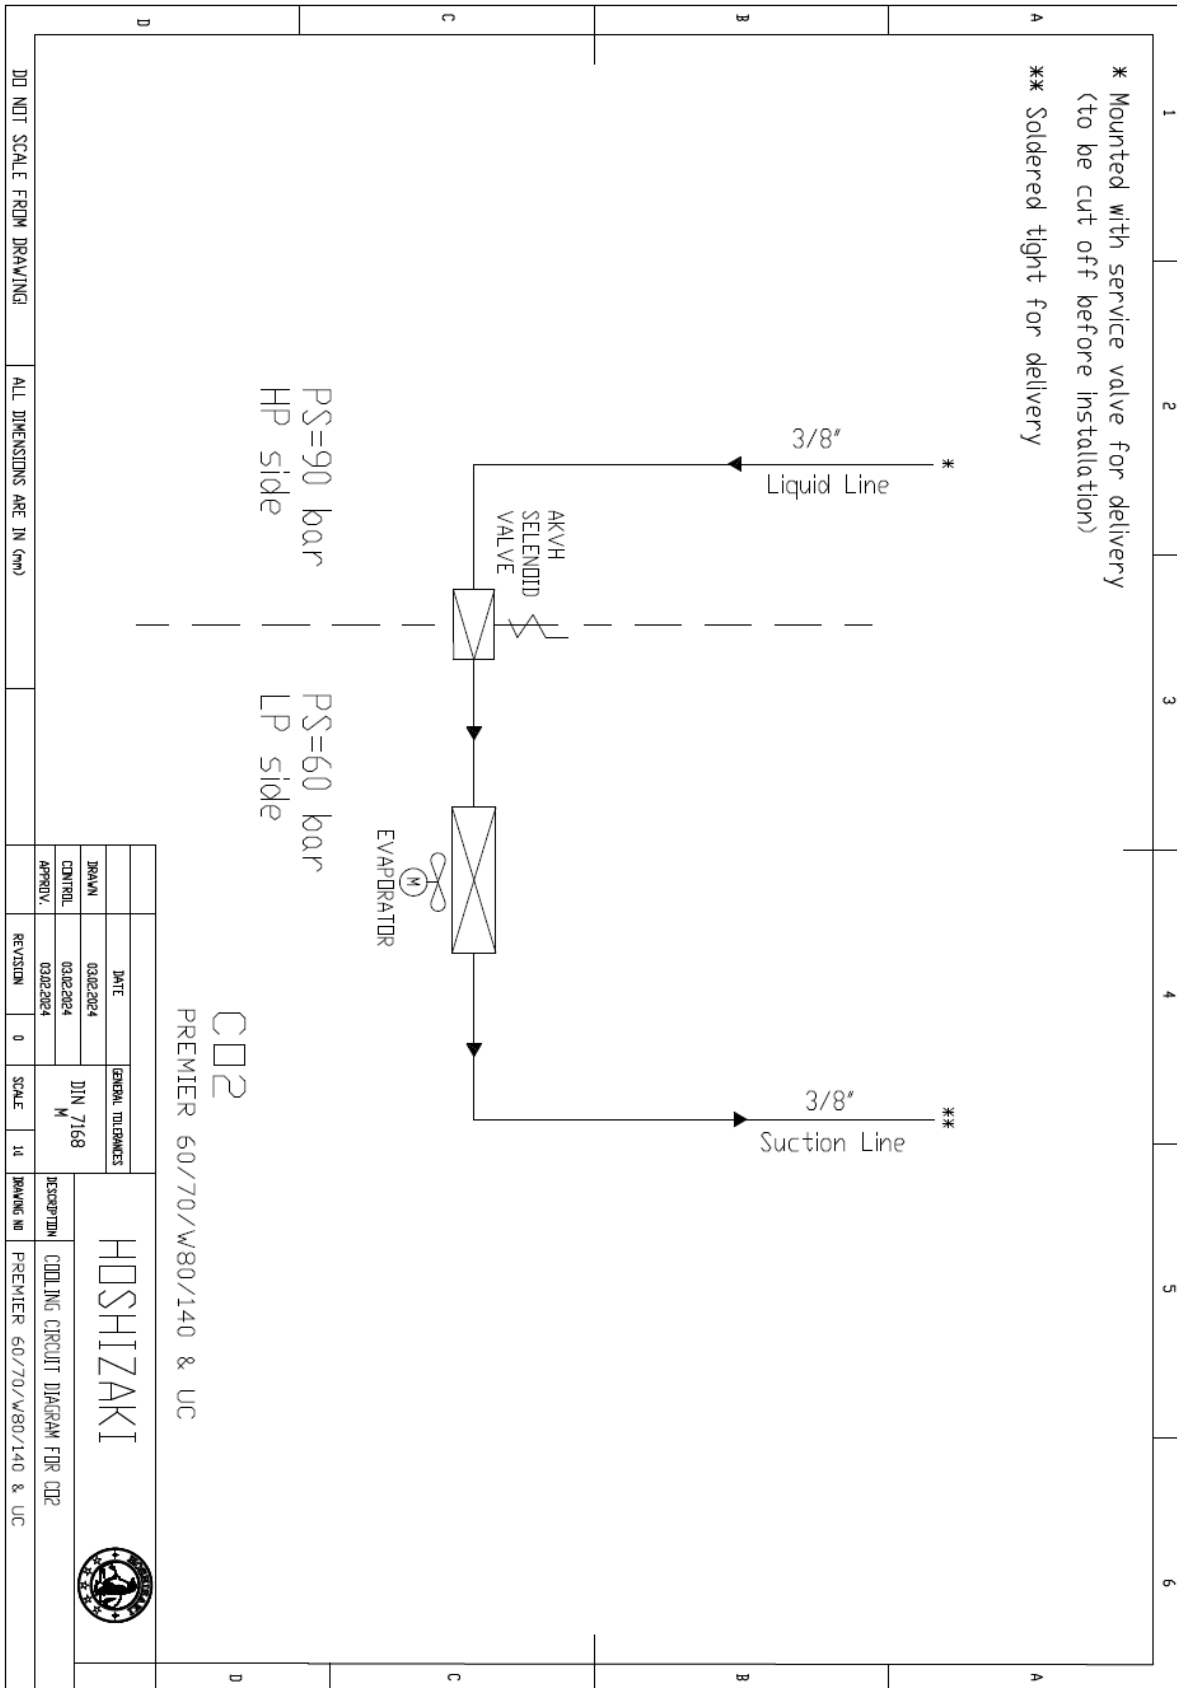 1
2
3
4
5
6
A
B
C
D
A
B
C
D
* Mounted with service valve for delivery
(to be cut off before installation)
** Soldered tight for delivery
*
3/8"
Liquid Line
**
3/8"
Suction Line
AKVH
SELENOID
VALVE
EVAPORATOR
M
PS=90 bar
HP side
PS=60 bar
LP side
CO2
PREMIER 60/70/W80/140 & UC
DATE
GENERAL TOLERANCES
DRAWN
03.02.2024
CONTROL
03.02.2024
APPROV.
03.02.2024
DIN 7168
M
HOSHIZAKI
HOSHIZAKI
DESCRIPTION
COOLING CIRCUIT DIAGRAM FOR CO2
DO NOT SCALE FROM DRAWING!
ALL DIMENSIONS ARE IN (mm)
REVISION
0
SCALE
1:1
DRAWING NO
PREMIER 60/70/W80/140 & UC